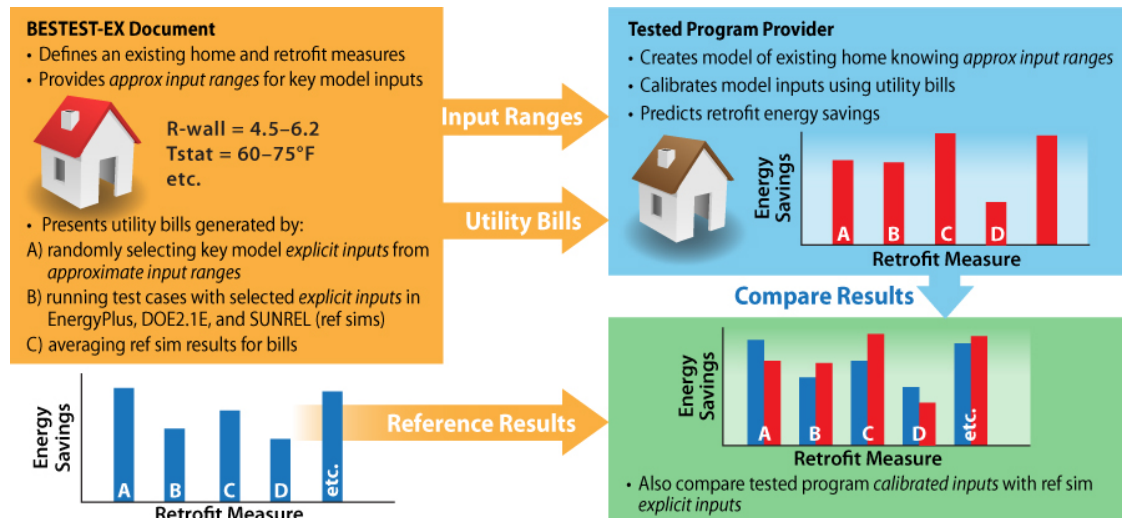 BESTEST-EX Document
• Defines an existing home and retrofit measures
• Provides approx input ranges for key model inputs
R-wall = 4.5–6.2
Tstat = 60–75°F
etc.
• Presents utility bills generated by:
A) randomly selecting key model explicit inputs from
approximate input ranges
B) running test cases with selected explicit inputs in
EnergyPlus, DOE2.1E, and SUNREL (ref sims)
C) averaging ref sim results for bills
Input Ranges
Utility Bills
Tested Program Provider
• Creates model of existing home knowing approx input ranges
• Calibrates model inputs using utility bills
• Predicts retrofit energy savings
Energy
Savings
A B C D
Retrofit Measure
Compare Results
Energy
Savings
A B C D etc.
Retrofit Measure
Reference Results
Energy
Savings
A B C D etc.
Retrofit Measure
• Also compare tested program calibrated inputs with ref sim
explicit inputs